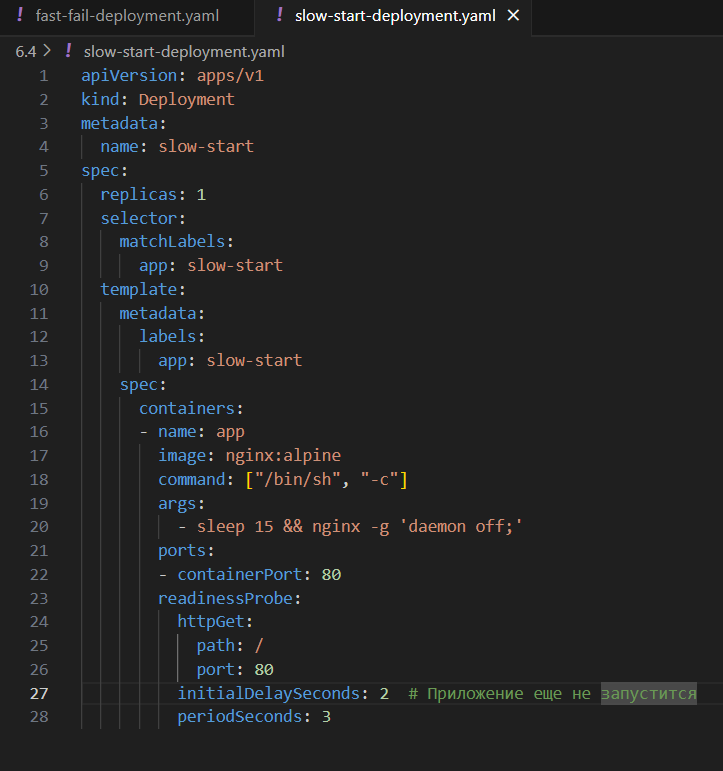 ! fast-fail-deployment.yaml ! slow-start-deployment.yaml ×
6.4 > ! slow-start-deployment.yaml
1 apiVersion: apps/v1
2 kind: Deployment
3 metadata:
4   name: slow-start
5 spec:
6   replicas: 1
7   selector:
8     matchLabels:
9       app: slow-start
10   template:
11     metadata:
12       labels:
13         app: slow-start
14     spec:
15       containers:
16       - name: app
17         image: nginx:alpine
18         command: ["/bin/sh", "-c"]
19         args:
20           - sleep 15 && nginx -g 'daemon off;'
21         ports:
22         - containerPort: 80
23         readinessProbe:
24           httpGet:
25             path: /
26             port: 80
27           initialDelaySeconds: 2  # Приложение еще не запустится
28           periodSeconds: 3